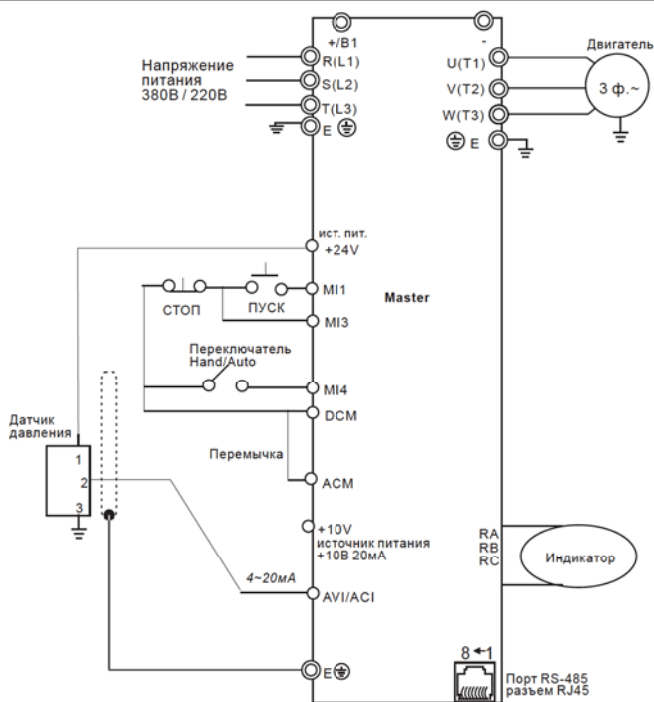 +/B1
-
Двигатель
Напряжение
питания
380В / 220В
R(L1)
S(L2)
T(L3)
E
U(T1)
V(T2)
W(T3)
E
3 ф.~
ист. пит.
+24V
СТОП
ПУСК
MI1
MI3
Master
Переключатель
Hand/Auto
MI4
DCM
Датчик
давления
1
2
3
Перемычка
ACM
+10V
источник питания
+10В 20мА
4~20мА
AVI/ACI
RA
RB
RC
Индикатор
E
8 1
Порт RS-485
разъем RJ45